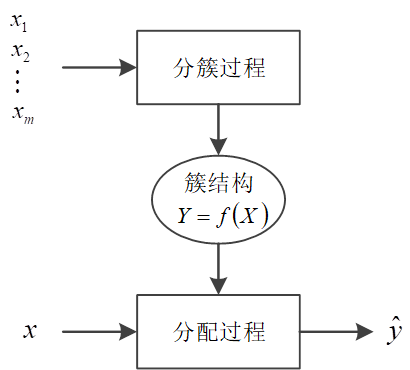 x₁
x₂
⋮
xₘ
分簇过程
簇结构
Y = f(X)
x
分配过程
ŷ